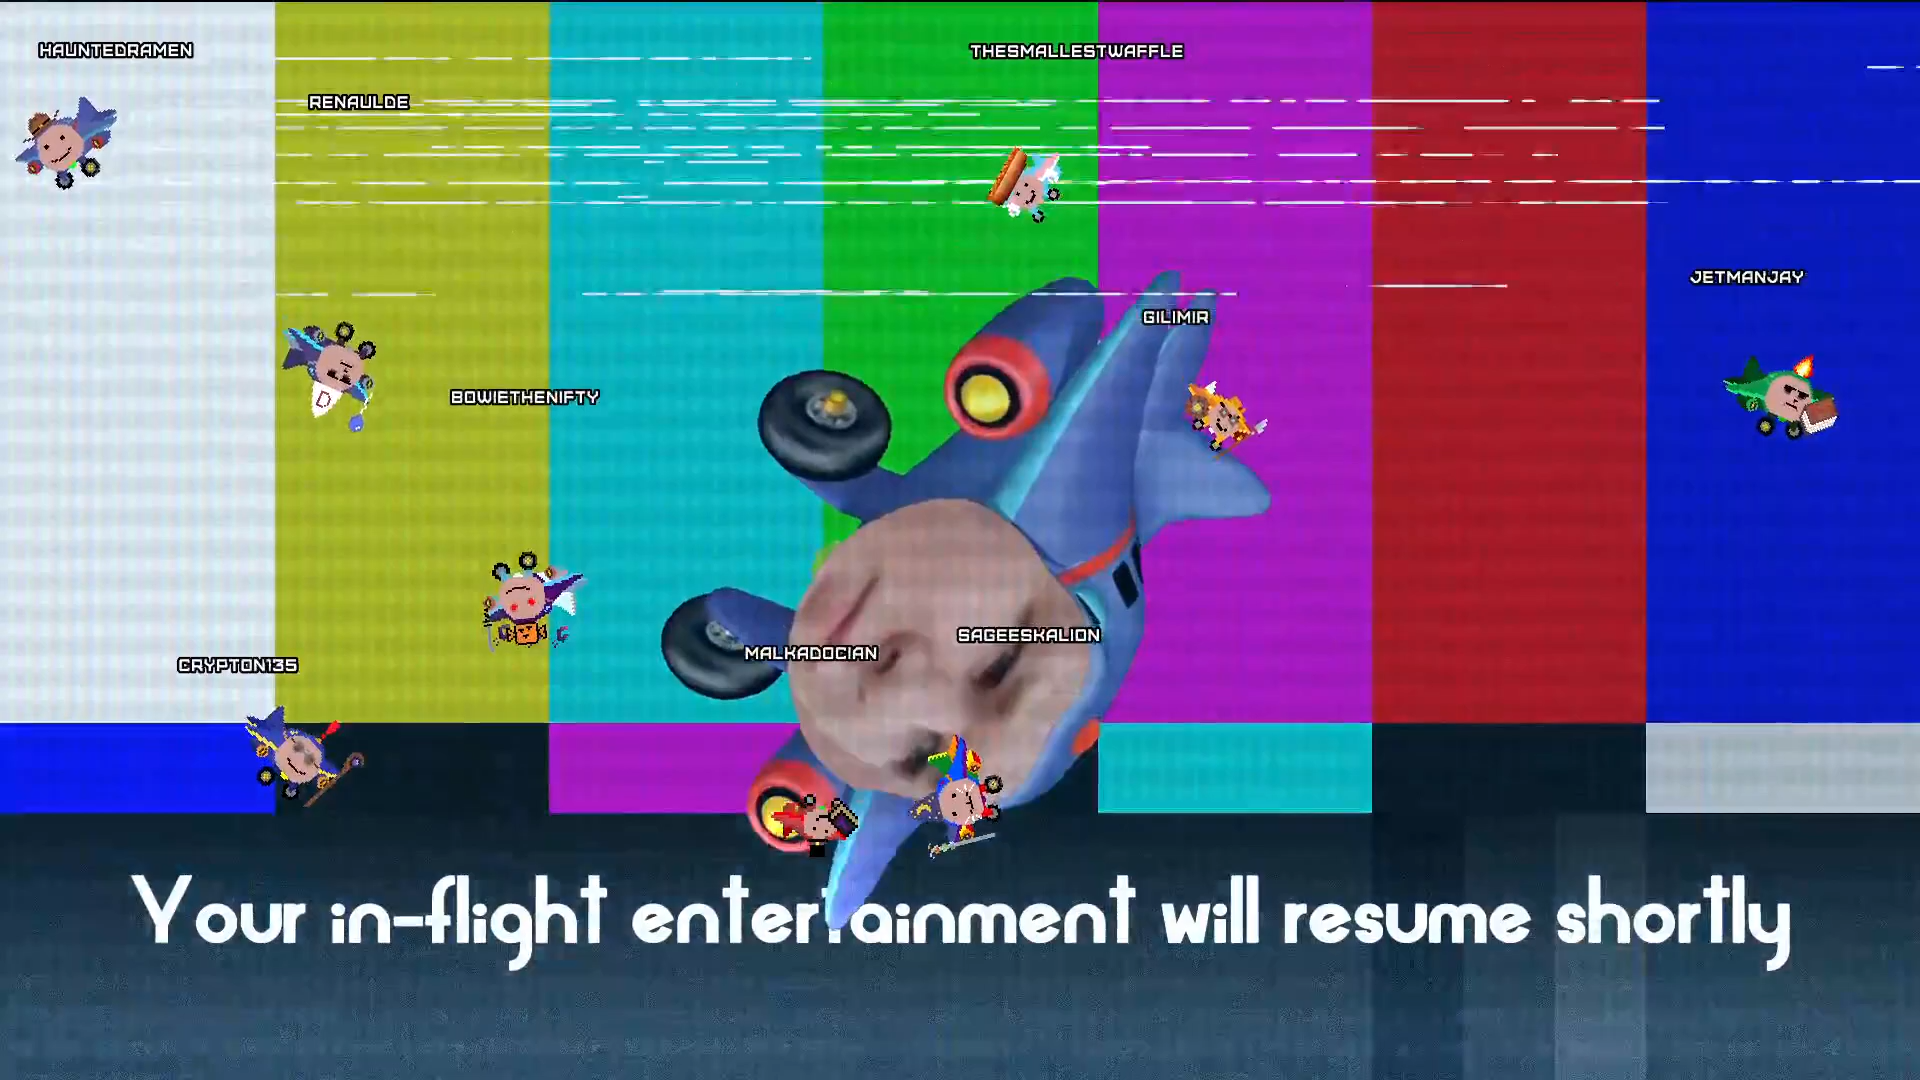 HAUNTEDRAMEN
THESMALLESTWAFFLE
RENAULDE
JETMANJAY
GILIMIR
BOWIETHENIFTY
SAGEESKALION
MALKADOCIAN
CRYPTON135
D
Your in-flight entertainment will resume shortly